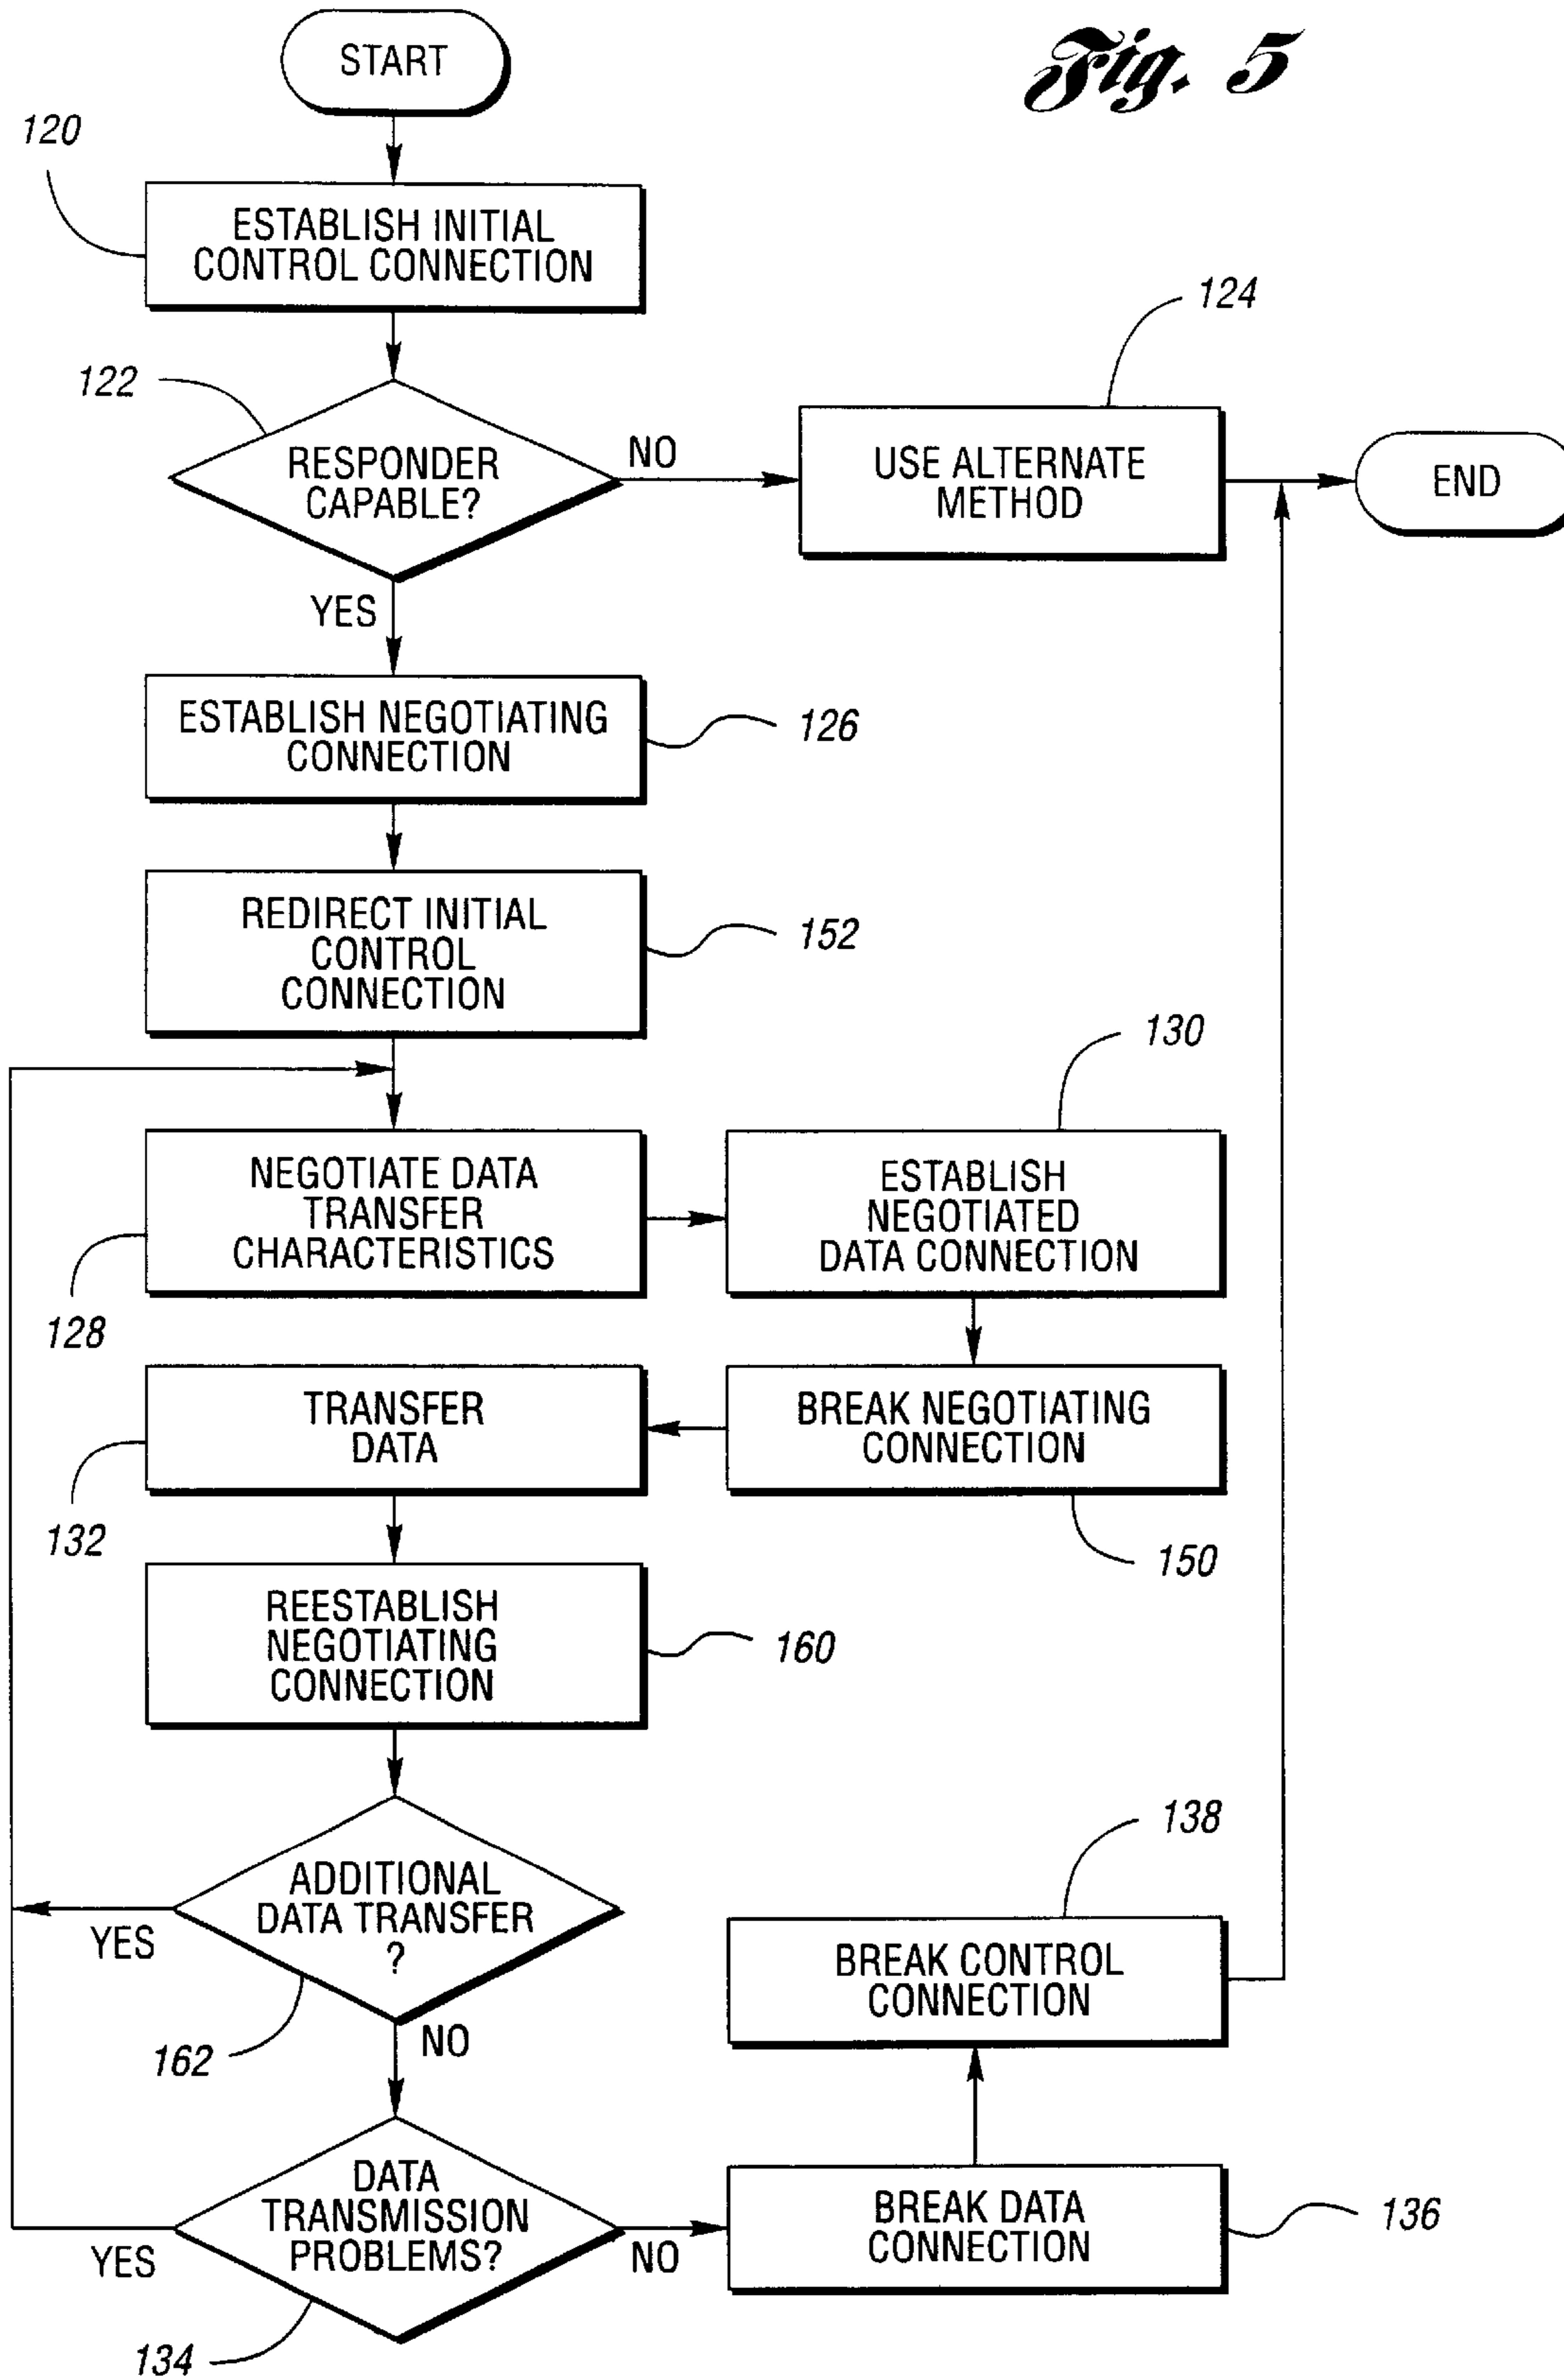 START
Fig. 5
120
ESTABLISH INITIAL
CONTROL CONNECTION
124
122
RESPONDER
CAPABLE?
NO
USE ALTERNATE
METHOD
END
YES
ESTABLISH NEGOTIATING
CONNECTION
126
REDIRECT INITIAL
CONTROL
CONNECTION
152
130
NEGOTIATE DATA
TRANSFER
CHARACTERISTICS
128
ESTABLISH
NEGOTIATED
DATA CONNECTION
TRANSFER
DATA
132
BREAK NEGOTIATING
CONNECTION
150
REESTABLISH
NEGOTIATING
CONNECTION
160
ADDITIONAL
DATA TRANSFER
?
YES
162
NO
138
BREAK CONTROL
CONNECTION
DATA
TRANSMISSION
PROBLEMS?
YES
NO
134
BREAK DATA
CONNECTION
136